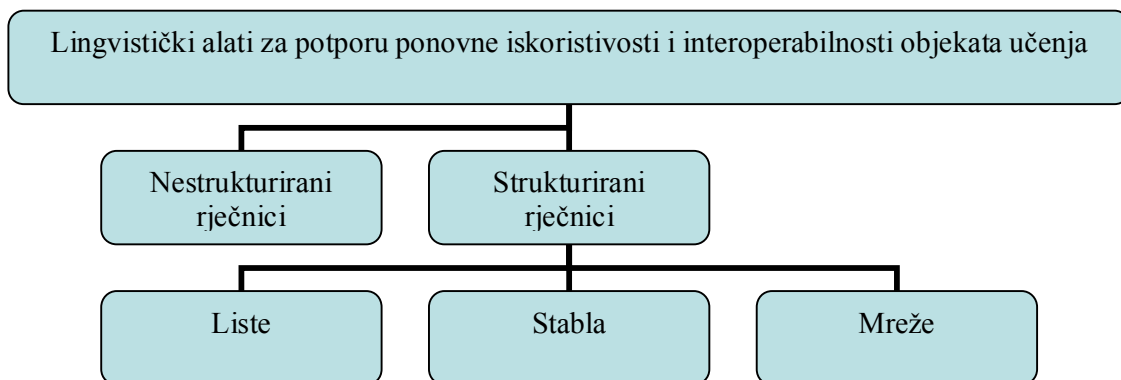 Lingvistički alati za potporu ponovne iskoristivosti i interoperabilnosti objekata učenja
Nestrukturirani
rječnici
Strukturirani
rječnici
Liste
Stabla
Mreže